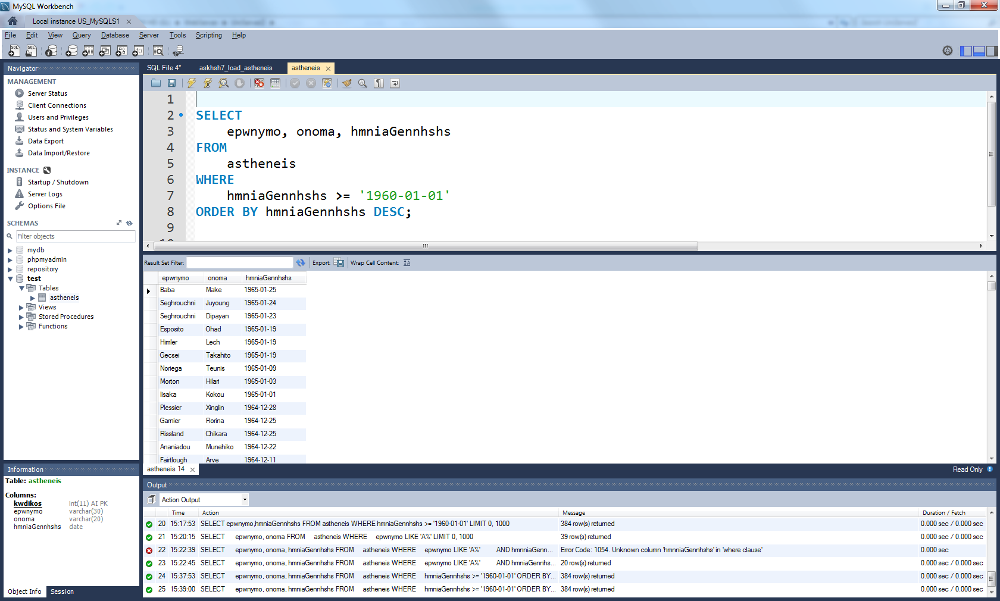 MySQL Workbench
Local instance US_MySQLS1
File Edit View Query Database Server Tools Scripting Help
Navigator
MANAGEMENT
Server Status
Client Connections
Users and Privileges
Status and System Variables
Data Export
Data Import/Restore
INSTANCE
Startup / Shutdown
Server Logs
Options File
SCHEMAS
Filter objects
mydb
phpmyadmin
repository
test
Tables
astheneis
Views
Stored Procedures
Functions
Information
Table: astheneis
Columns:
kwdikos int(11) AI PK
epwnymo varchar(30)
onoma varchar(20)
hmniaGennhshs date
Object Info Session
SQL File 4* askhsh7_load_astheneis astheneis
1
2 SELECT
3 epwnymo, onoma, hmniaGennhshs
4 FROM
5 astheneis
6 WHERE
7 hmniaGennhshs >= '1960-01-01'
8 ORDER BY hmniaGennhshs DESC;
9
Result Set Filter: Export: Wrap Cell Content:
epwnymo onoma hmniaGennhshs
Baba Make 1965-01-25
Seghrouchni Juyoung 1965-01-24
Seghrouchni Dipayan 1965-01-23
Esposito Ohad 1965-01-19
Himler Lech 1965-01-19
Gecsei Takahito 1965-01-19
Noriega Teunis 1965-01-09
Morton Hilari 1965-01-03
Iisaka Kokou 1965-01-01
Plessier Xinglin 1964-12-28
Garnier Florina 1964-12-25
Rissland Chikara 1964-12-25
Ananiadou Munehiko 1964-12-22
Fairtlough Arve 1964-12-11
astheneis 14 Read Only
Output
Action Output
Time Action Message Duration / Fetch
20 15:17:53 SELECT epwnymo,hmniaGennhshs FROM astheneis WHERE hmniaGennhshs >= '1960-01-01' LIMIT 0, 1000 384 row(s) returned 0.000 sec / 0.000 sec
21 15:20:15 SELECT epwnymo, onoma FROM astheneis WHERE epwnymo LIKE 'A%' LIMIT 0, 1000 39 row(s) returned 0.000 sec / 0.000 sec
22 15:22:39 SELECT epwnymo, onoma, hmniaGennhshs FROM astheneis WHERE epwnymo LIKE 'A%' AND hmnniaGenn... Error Code: 1054. Unknown column 'hmnniaGennhshs' in 'where clause' 0.000 sec
23 15:22:45 SELECT epwnymo, onoma, hmniaGennhshs FROM astheneis WHERE epwnymo LIKE 'A%' AND hmniaGennhs... 20 row(s) returned 0.000 sec / 0.000 sec
24 15:37:53 SELECT epwnymo, onoma, hmniaGennhshs FROM astheneis WHERE hmniaGennhshs >= '1960-01-01' ORDER BY... 384 row(s) returned 0.000 sec / 0.000 sec
25 15:39:00 SELECT epwnymo, onoma, hmniaGennhshs FROM astheneis WHERE hmniaGennhshs >= '1960-01-01' ORDER BY... 384 row(s) returned 0.000 sec / 0.000 sec